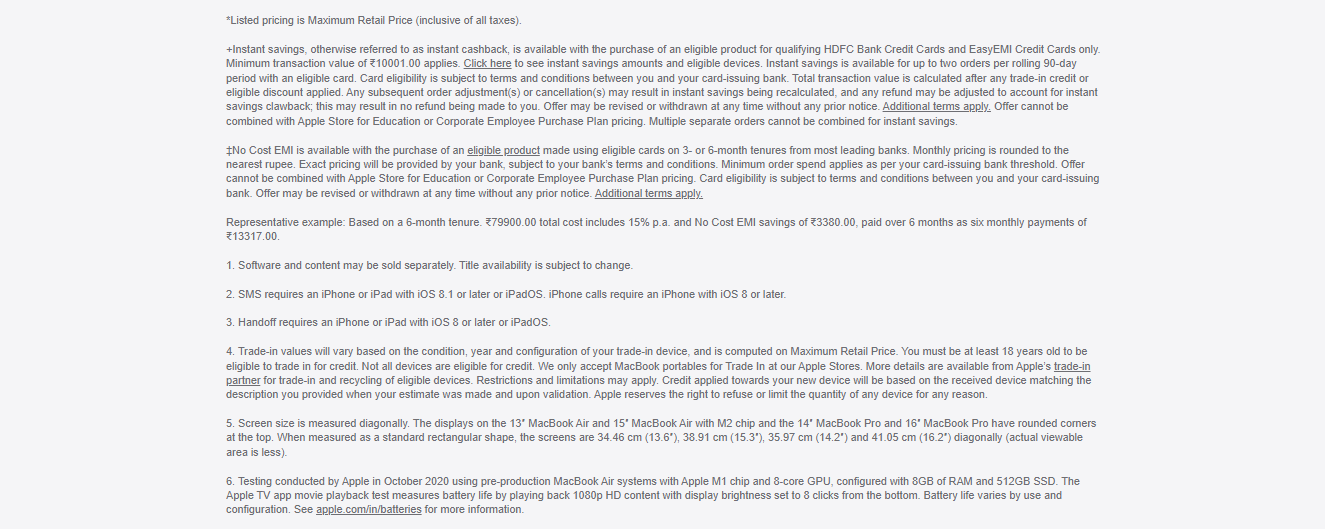 *Listed pricing is Maximum Retail Price (inclusive of all taxes).
+Instant savings, otherwise referred to as instant cashback, is available with the purchase of an eligible product for qualifying HDFC Bank Credit Cards and EasyEMI Credit Cards only.
Minimum transaction value of ₹10001.00 applies. Click here to see instant savings amounts and eligible devices. Instant savings is available for up to two orders per rolling 90-day
period with an eligible card. Card eligibility is subject to terms and conditions between you and your card-issuing bank. Total transaction value is calculated after any trade-in credit or
eligible discount applied. Any subsequent order adjustment(s) or cancellation(s) may result in instant savings being recalculated, and any refund may be adjusted to account for instant
savings clawback; this may result in no refund being made to you. Offer may be revised or withdrawn at any time without any prior notice. Additional terms apply. Offer cannot be
combined with Apple Store for Education or Corporate Employee Purchase Plan pricing. Multiple separate orders cannot be combined for instant savings.
‡No Cost EMI is available with the purchase of an eligible product made using eligible cards on 3- or 6-month tenures from most leading banks. Monthly pricing is rounded to the
nearest rupee. Exact pricing will be provided by your bank, subject to your bank's terms and conditions. Minimum order spend applies as per your card-issuing bank threshold. Offer
cannot be combined with Apple Store for Education or Corporate Employee Purchase Plan pricing. Card eligibility is subject to terms and conditions between you and your card-issuing
bank. Offer may be revised or withdrawn at any time without any prior notice. Additional terms apply.
Representative example: Based on a 6-month tenure. ₹79900.00 total cost includes 15% p.a. and No Cost EMI savings of ₹3380.00, paid over 6 months as six monthly payments of
₹13317.00.
1. Software and content may be sold separately. Title availability is subject to change.
2. SMS requires an iPhone or iPad with iOS 8.1 or later or iPadOS. iPhone calls require an iPhone with iOS 8 or later.
3. Handoff requires an iPhone or iPad with iOS 8 or later or iPadOS.
4. Trade-in values will vary based on the condition, year and configuration of your trade-in device, and is computed on Maximum Retail Price. You must be at least 18 years old to be
eligible to trade in for credit. Not all devices are eligible for credit. We only accept MacBook portables for Trade In at our Apple Stores. More details are available from Apple's trade-in
partner for trade-in and recycling of eligible devices. Restrictions and limitations may apply. Credit applied towards your new device will be based on the received device matching the
description you provided when your estimate was made and upon validation. Apple reserves the right to refuse or limit the quantity of any device for any reason.
5. Screen size is measured diagonally. The displays on the 13″ MacBook Air and 15″ MacBook Air with M2 chip and the 14″ MacBook Pro and 16″ MacBook Pro have rounded corners
at the top. When measured as a standard rectangular shape, the screens are 34.46 cm (13.6″), 38.91 cm (15.3″), 35.97 cm (14.2″) and 41.05 cm (16.2″) diagonally (actual viewable
area is less).
6. Testing conducted by Apple in October 2020 using pre-production MacBook Air systems with Apple M1 chip and 8-core GPU, configured with 8GB of RAM and 512GB SSD. The
Apple TV app movie playback test measures battery life by playing back 1080p HD content with display brightness set to 8 clicks from the bottom. Battery life varies by use and
configuration. See apple.com/in/batteries for more information.